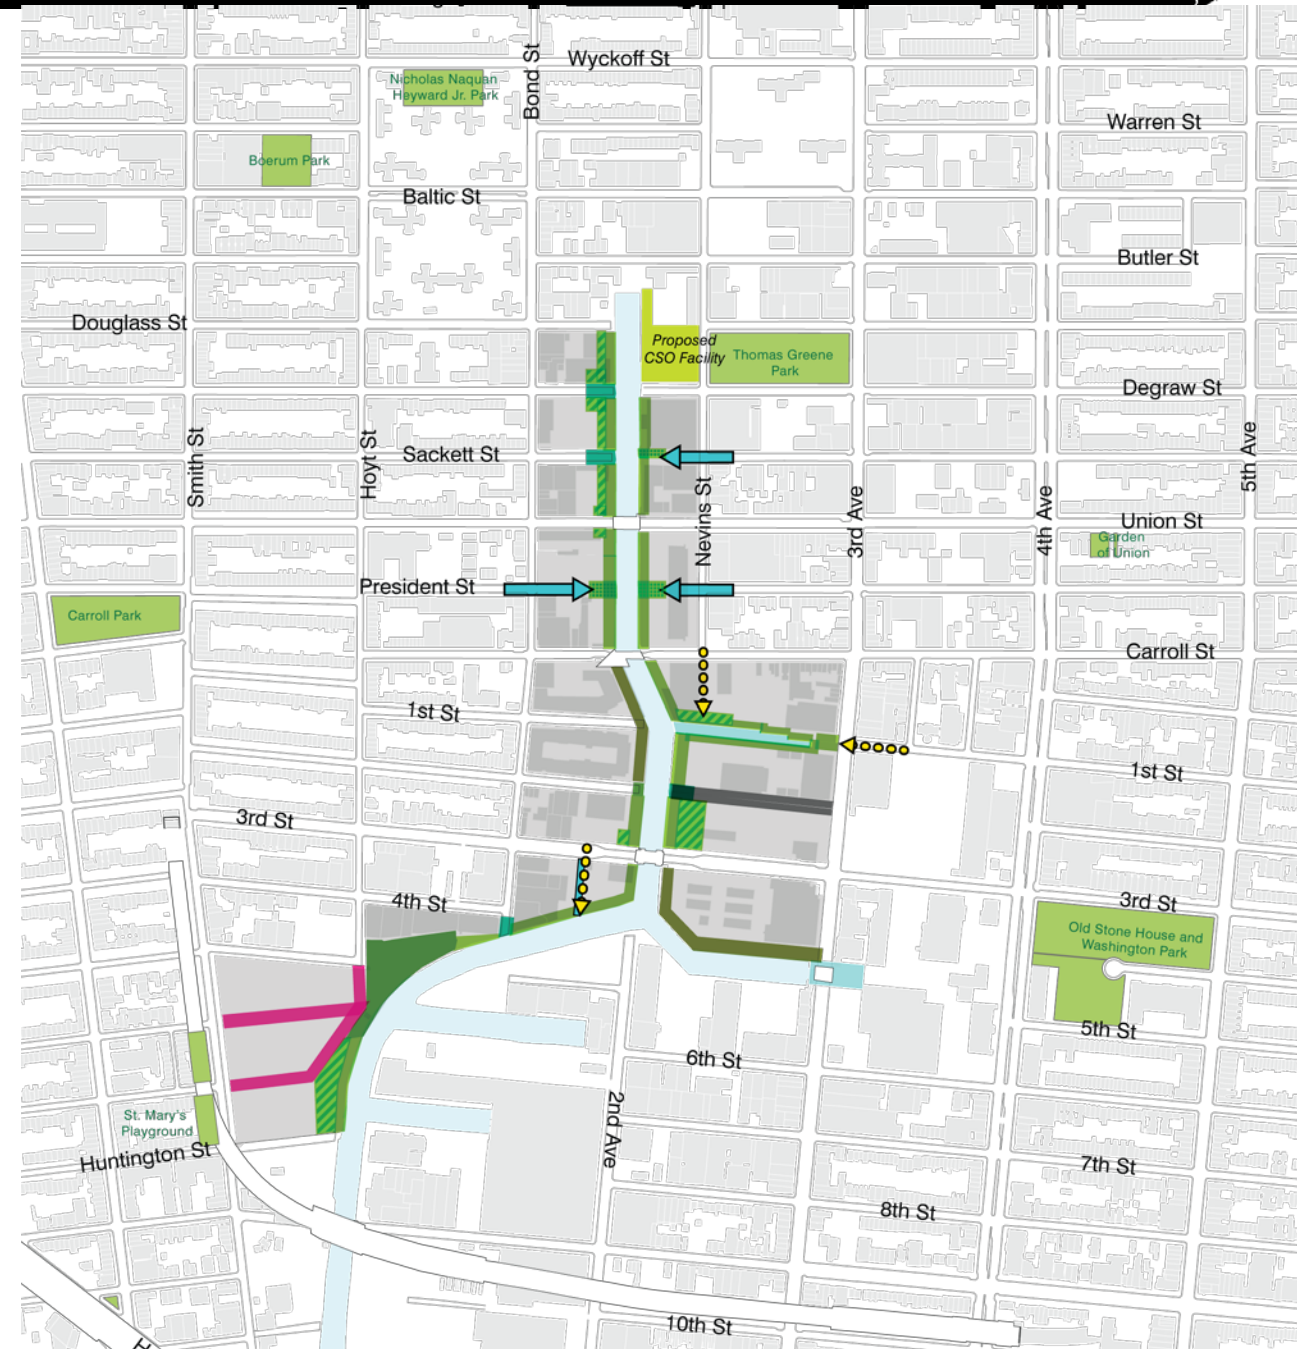 Wyckoff St
Bond St
Nicholas Naquan
Heyward Jr. Park
Warren St
Boerum Park
Baltic St
Butler St
Douglass St
Proposed
CSO Facility
Thomas Greene
Park
Degraw St
Smith St
Hoyt St
Sackett St
Nevins St
3rd Ave
4th Ave
5th Ave
Union St
Garden
of Union
President St
Carroll Park
Carroll St
1st St
1st St
3rd St
4th St
3rd St
Old Stone House and
Washington Park
5th St
6th St
2nd Ave
St. Mary's
Playground
Huntington St
7th St
8th St
10th St